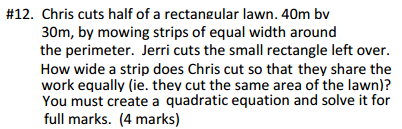 #12. Chris cuts half of a rectangular lawn. 40m by
30m, by mowing strips of equal width around
the perimeter. Jerri cuts the small rectangle left over.
How wide a strip does Chris cut so that they share the
work equally (ie. they cut the same area of the lawn)?
You must create a quadratic equation and solve it for
full marks. (4 marks)